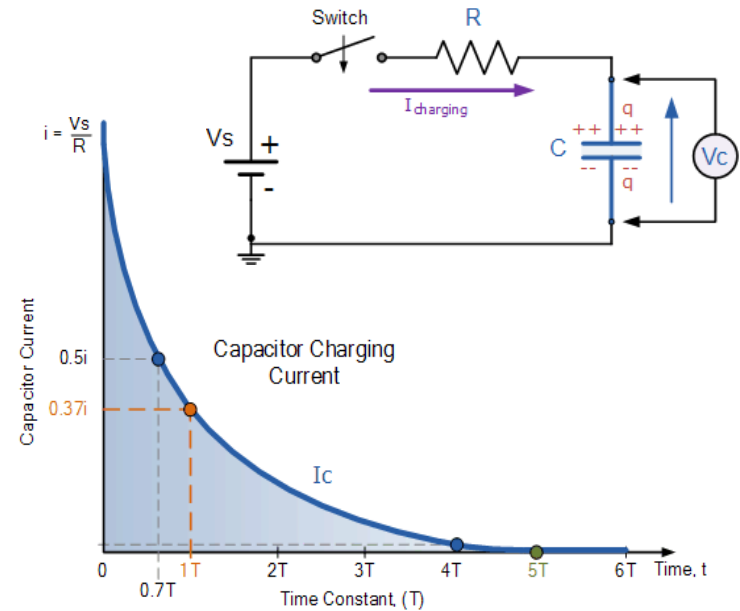 Switch
R
I charging
i = Vs
R
Vs
+
-
C
q
++ ++
-- --
q
Vc
Capacitor Current
0.5i
0.37i
Capacitor Charging
Current
Ic
0
0.7T
1T
2T
3T
4T
5T
6T
Time, t
Time Constant, (T)